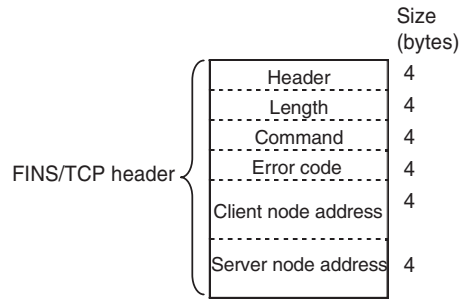 Size
(bytes)
Header 4
Length 4
Command 4
Error code 4
Client node address 4
Server node address 4
FINS/TCP header